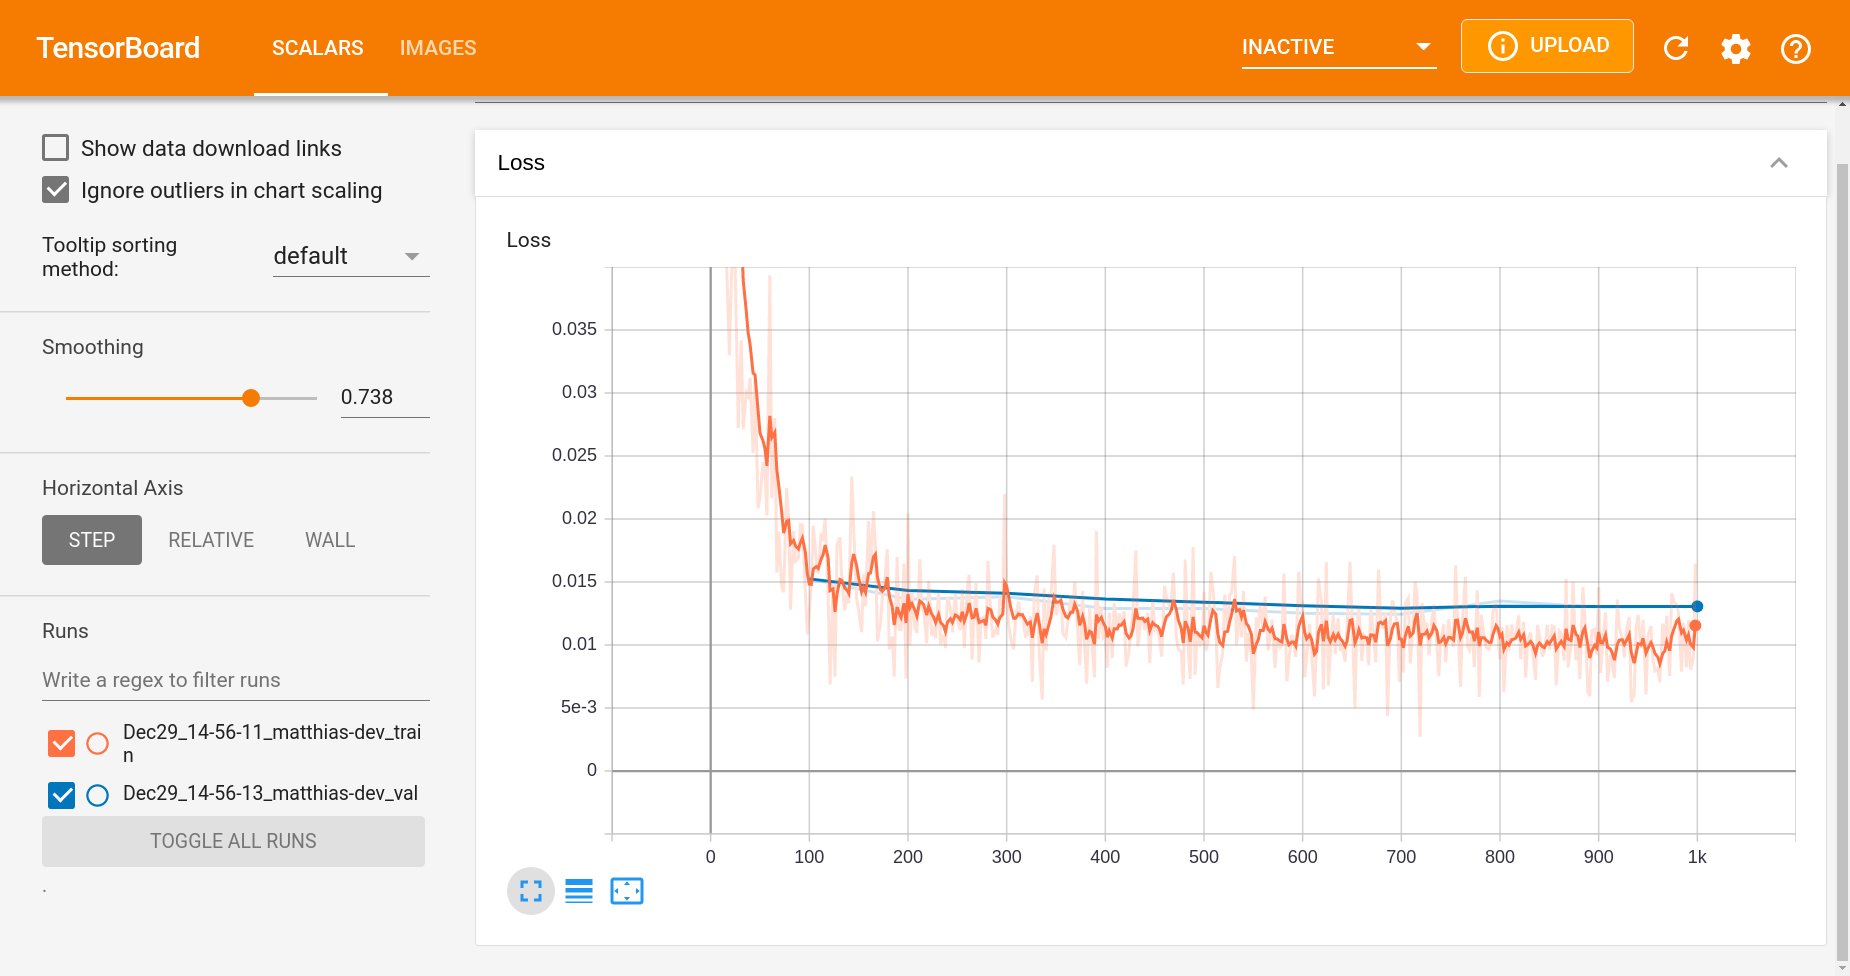 TensorBoard SCALARS IMAGES INACTIVE UPLOAD
Show data download links
Ignore outliers in chart scaling
Tooltip sorting
method:
default
Smoothing
0.738
Horizontal Axis
STEP RELATIVE WALL
Runs
Write a regex to filter runs
Dec29_14-56-11_matthias-dev_trai
n
Dec29_14-56-13_matthias-dev_val
TOGGLE ALL RUNS
.
Loss
Loss
0.035
0.03
0.025
0.02
0.015
0.01
5e-3
0
0 100 200 300 400 500 600 700 800 900 1k